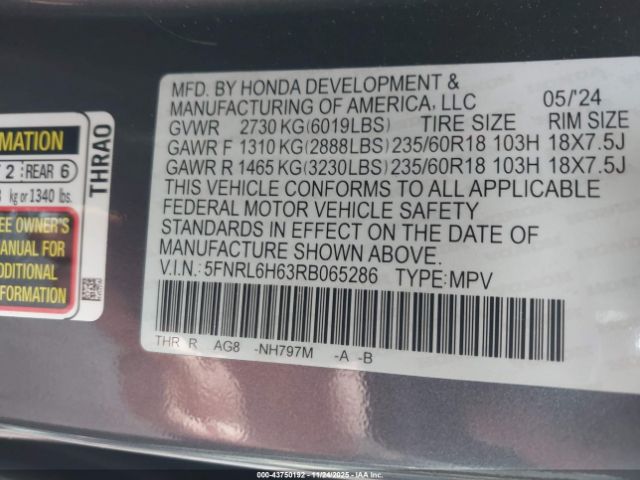 MFD. BY HONDA DEVELOPMENT &
MANUFACTURING OF AMERICA, LLC 05/'24
GVWR 2730 KG(6019LBS) TIRE SIZE RIM SIZE
GAWR F 1310 KG(2888LBS) 235/60R18 103H 18X7.5J
GAWR R 1465 KG(3230LBS) 235/60R18 103H 18X7.5J
THIS VEHICLE CONFORMS TO ALL APPLICABLE
FEDERAL MOTOR VEHICLE SAFETY
STANDARDS IN EFFECT ON THE DATE OF
MANUFACTURE SHOWN ABOVE.
V.I.N.: 5FNRL6H63RB065286 TYPE:MPV
THR R AG8 -NH797M -A -B
RMATION
2 REAR 6
kg or 1340 lbs.
EE OWNER'S
MANUAL FOR
ADDITIONAL
FORMATION
THRA0
000-43750192 - 11/24/2025 - IAAI.COM